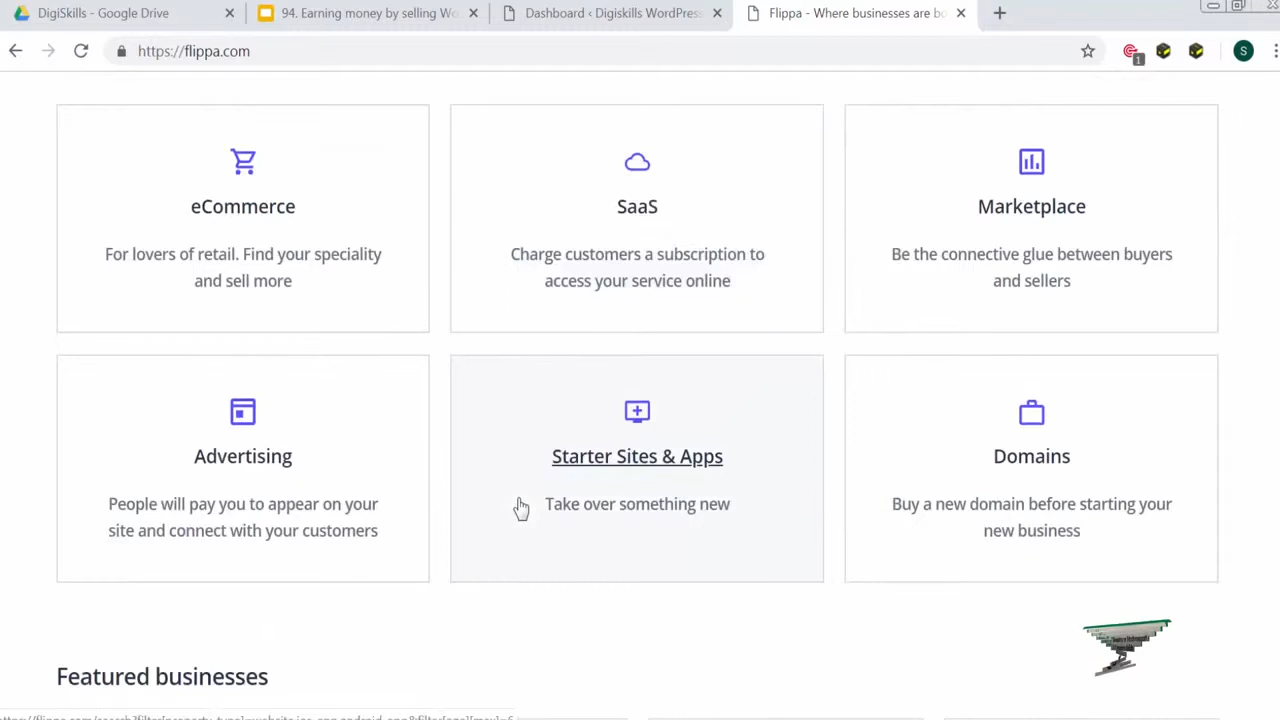 DigiSkills - Google Drive
94. Earning money by selling Wo
Dashboard ‹ Digiskills WordPress
Flippa - Where businesses are bo
https://flippa.com
1
S
eCommerce
For lovers of retail. Find your speciality
and sell more
SaaS
Charge customers a subscription to
access your service online
Marketplace
Be the connective glue between buyers
and sellers
Advertising
People will pay you to appear on your
site and connect with your customers
Starter Sites & Apps
Take over something new
Domains
Buy a new domain before starting your
new business
Featured businesses